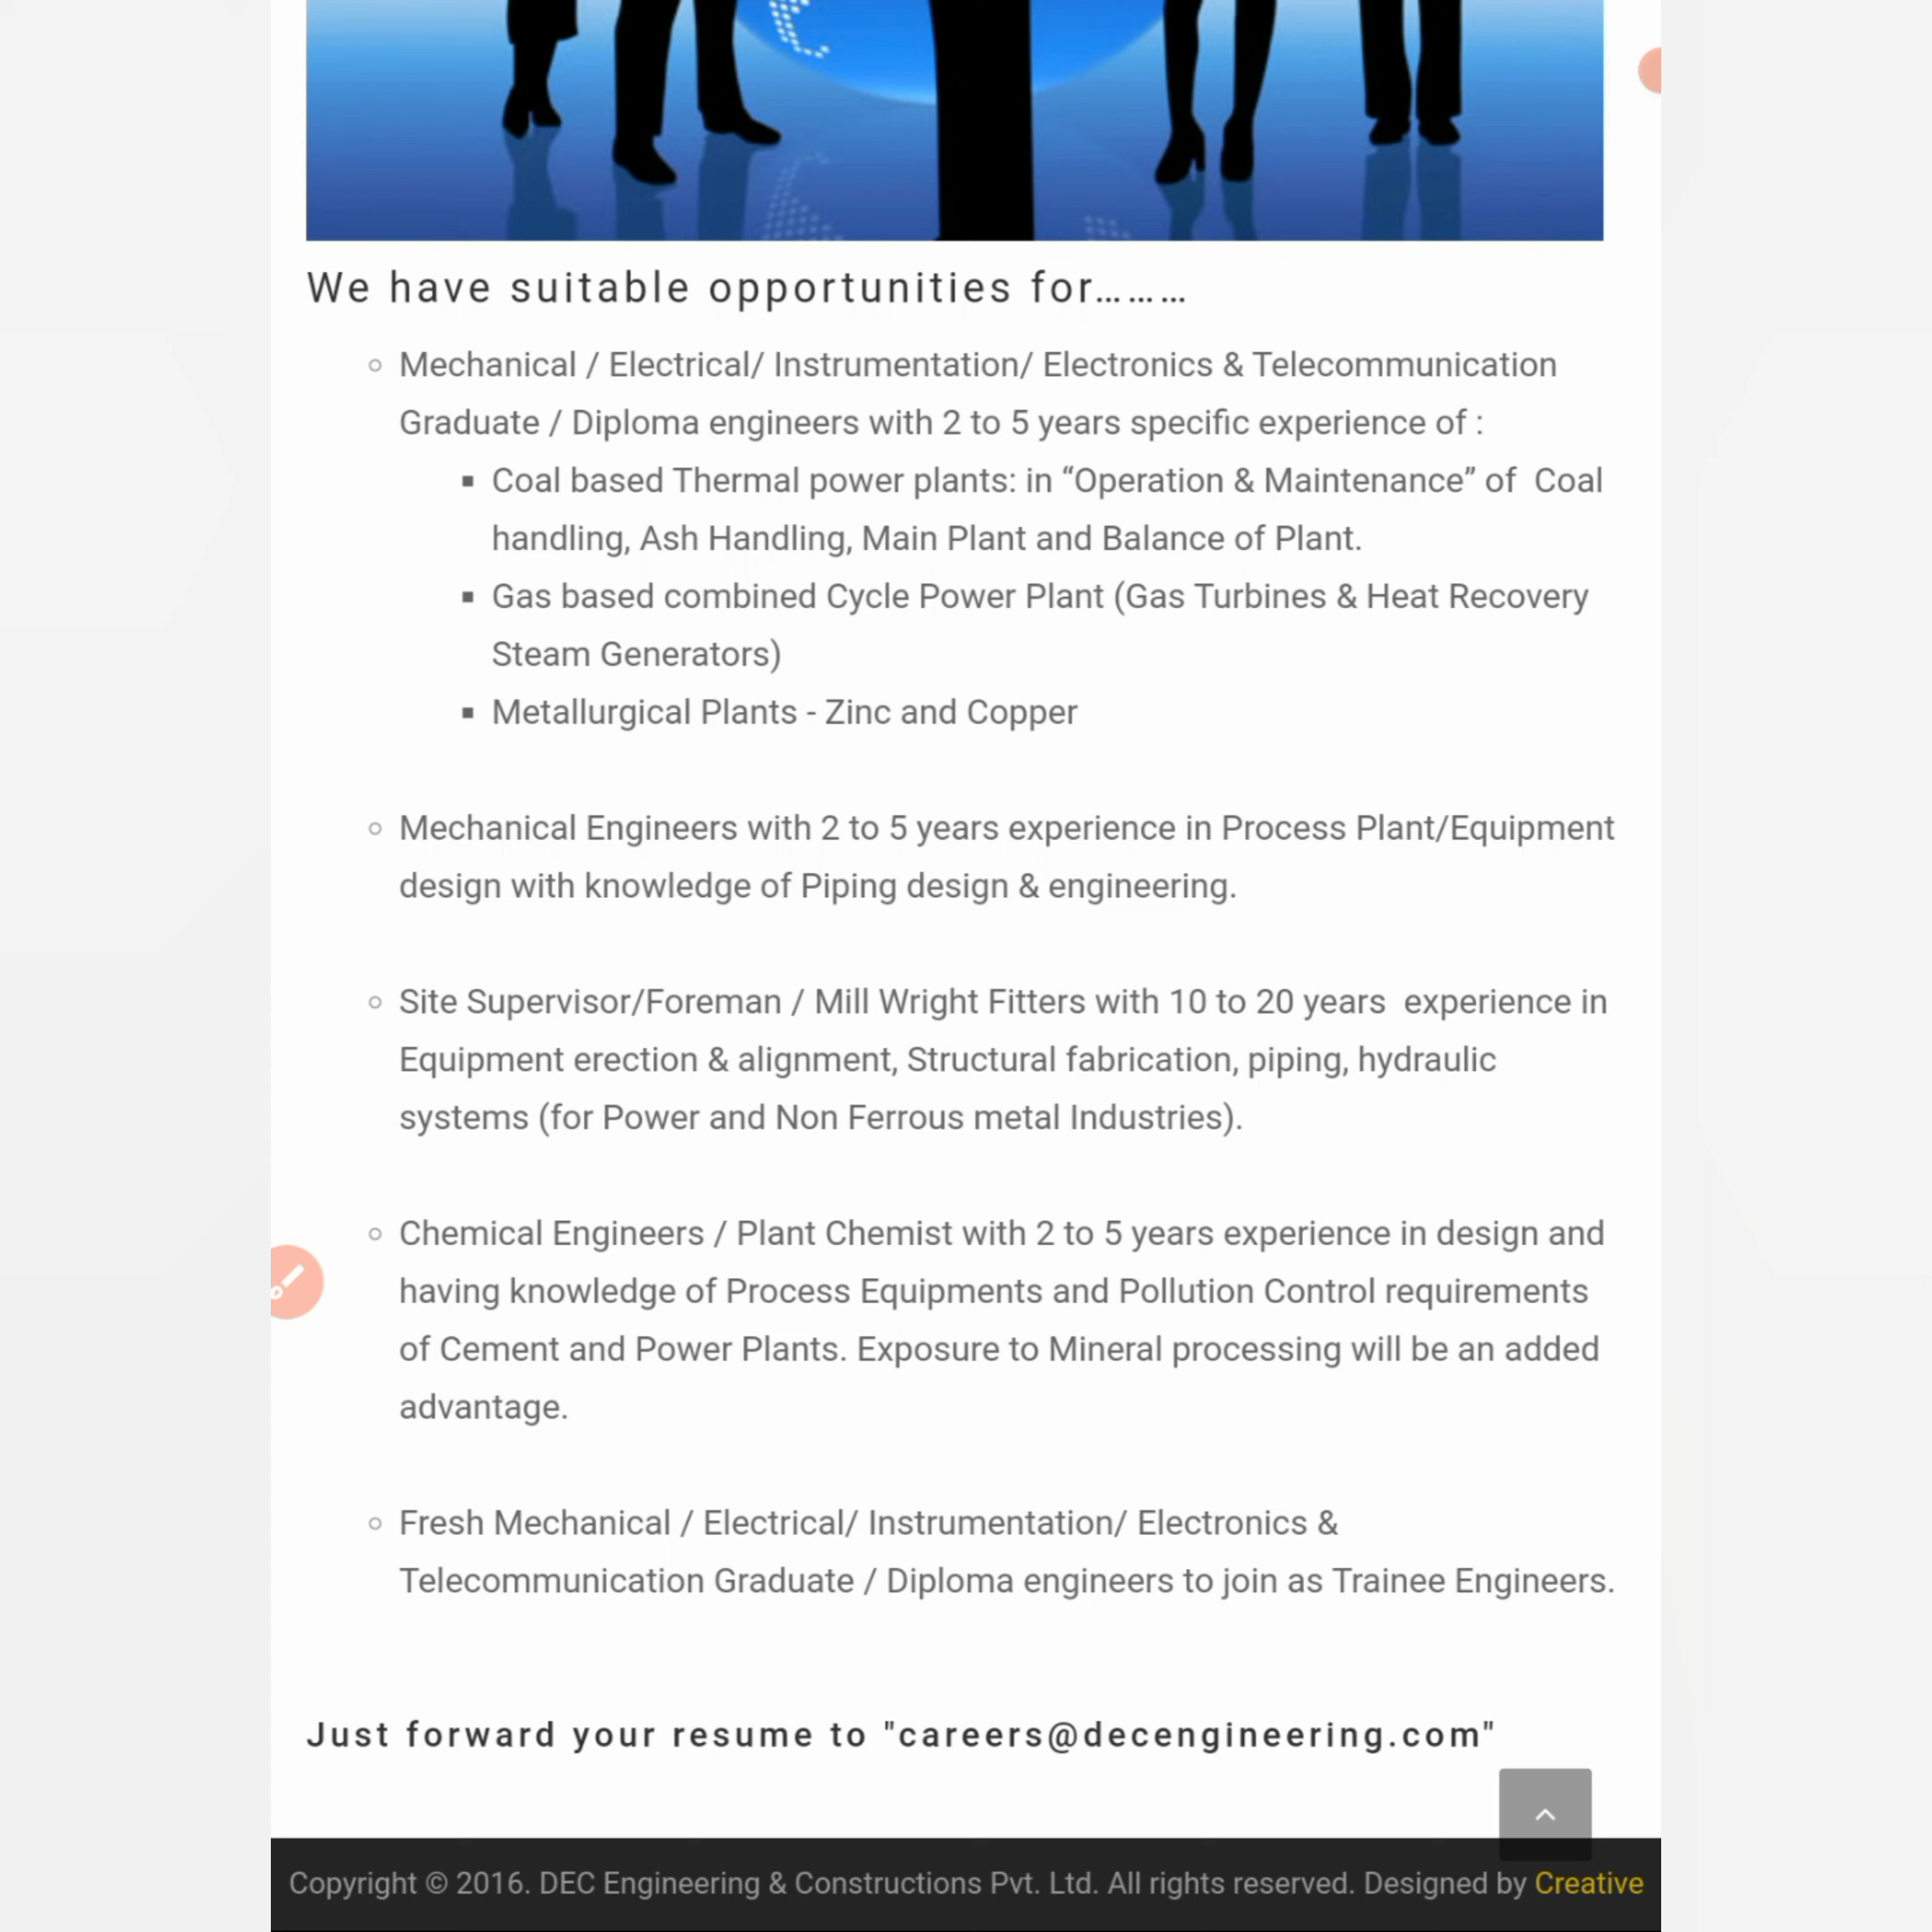 We have suitable opportunities for………
Mechanical / Electrical/ Instrumentation/ Electronics & Telecommunication
Graduate / Diploma engineers with 2 to 5 years specific experience of :
Coal based Thermal power plants: in “Operation & Maintenance” of  Coal
handling, Ash Handling, Main Plant and Balance of Plant.
Gas based combined Cycle Power Plant (Gas Turbines & Heat Recovery
Steam Generators)
Metallurgical Plants - Zinc and Copper
Mechanical Engineers with 2 to 5 years experience in Process Plant/Equipment
design with knowledge of Piping design & engineering.
Site Supervisor/Foreman / Mill Wright Fitters with 10 to 20 years  experience in
Equipment erection & alignment, Structural fabrication, piping, hydraulic
systems (for Power and Non Ferrous metal Industries).
Chemical Engineers / Plant Chemist with 2 to 5 years experience in design and
having knowledge of Process Equipments and Pollution Control requirements
of Cement and Power Plants. Exposure to Mineral processing will be an added
advantage.
Fresh Mechanical / Electrical/ Instrumentation/ Electronics &
Telecommunication Graduate / Diploma engineers to join as Trainee Engineers.
Just forward your resume to "careers@decengineering.com"
Copyright © 2016. DEC Engineering & Constructions Pvt. Ltd. All rights reserved. Designed by Creative